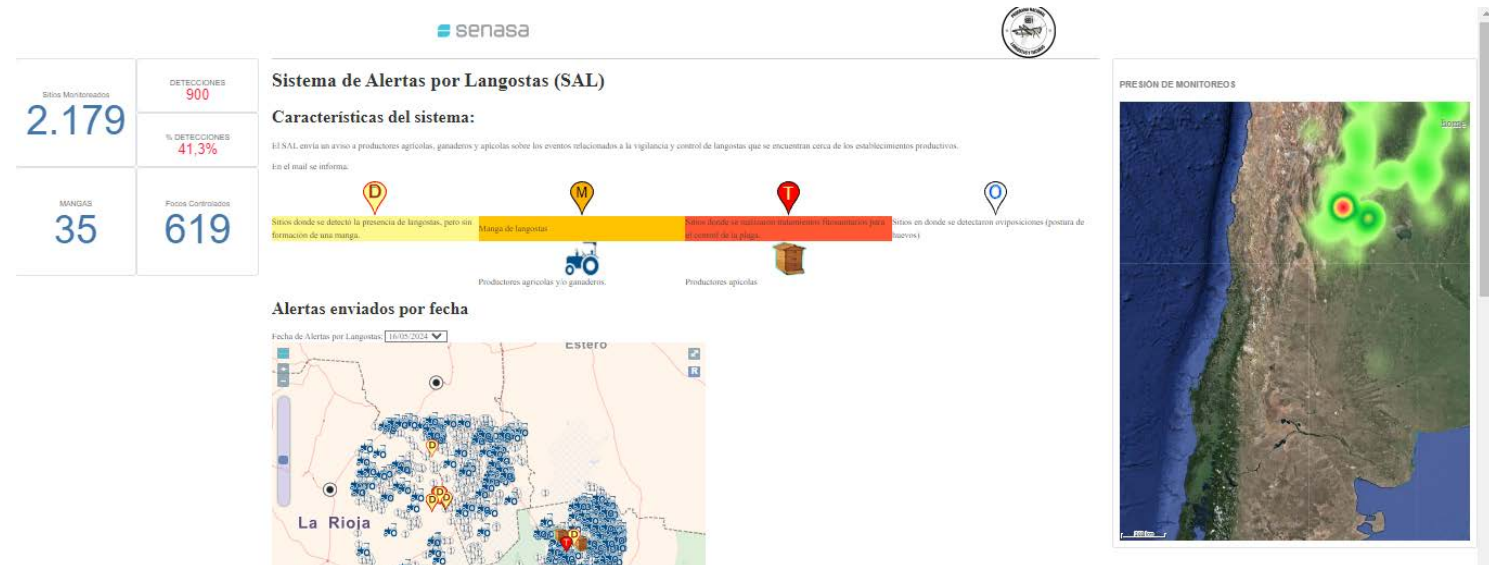 senasa
Sitios Monitoreados
2.179
DETECCIONES
900
% DETECCIONES
41,3%
MANGAS
35
Focos Controlados
619
Sistema de Alertas por Langostas (SAL)
Características del sistema:
El SAL envía un aviso a productores agrícolas, ganaderos y apícolas sobre los eventos relacionados a la vigilancia y control de langostas que se encuentran cerca de los establecimientos productivos.
En el mail se informa:
D
M
T
O
Sitios donde se detectó la presencia de langostas, pero sin
formación de una manga.
Manga de langostas
Sitios donde se realizaron tratamientos fitosanitarios para
el control de la plaga.
Sitios en donde se detectaron oviposiciones (postura de
huevos)
Productores agrícolas y/o ganaderos.
Productores apícolas
Alertas enviados por fecha
Fecha de Alertas por Langostas: 16/05/2024
Estero
R
D
D
D
D
La Rioja
D
T
PRESIÓN DE MONITOREOS
home